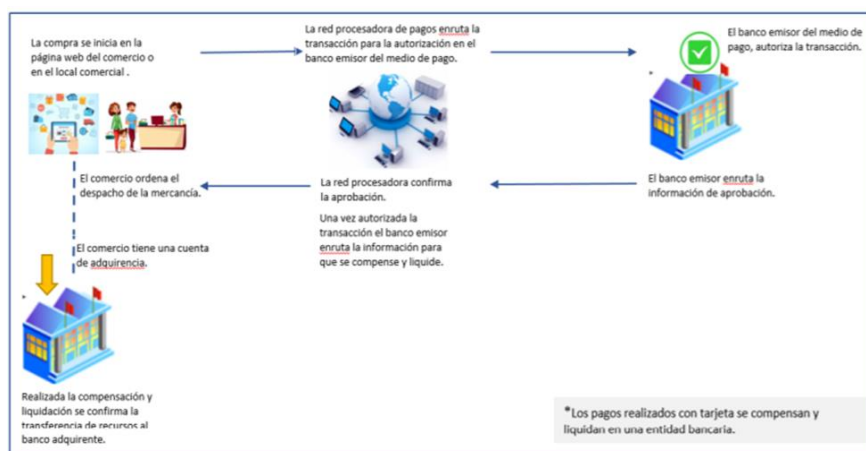 La compra se inicia en la
página web del comercio o
en el local comercial .
La red procesadora de pagos enruta la
transacción para la autorización en el
banco emisor del medio de pago.
El banco emisor del medio de
pago, autoriza la transacción.
*
El comercio ordena el
despacho de la mercancía.
La red procesadora confirma
la aprobación.
Una vez autorizada la
transacción el banco emisor
enruta la información para
que se compense y liquide.
El banco emisor enruta la
información de aprobación.
El comercio tiene una cuenta
de adquirencia.
*
Realizada la compensación y
liquidación se confirma la
transferencia de recursos al
banco adquirente.
*Los pagos realizados con tarjeta se compensan y
liquidan en una entidad bancaria.